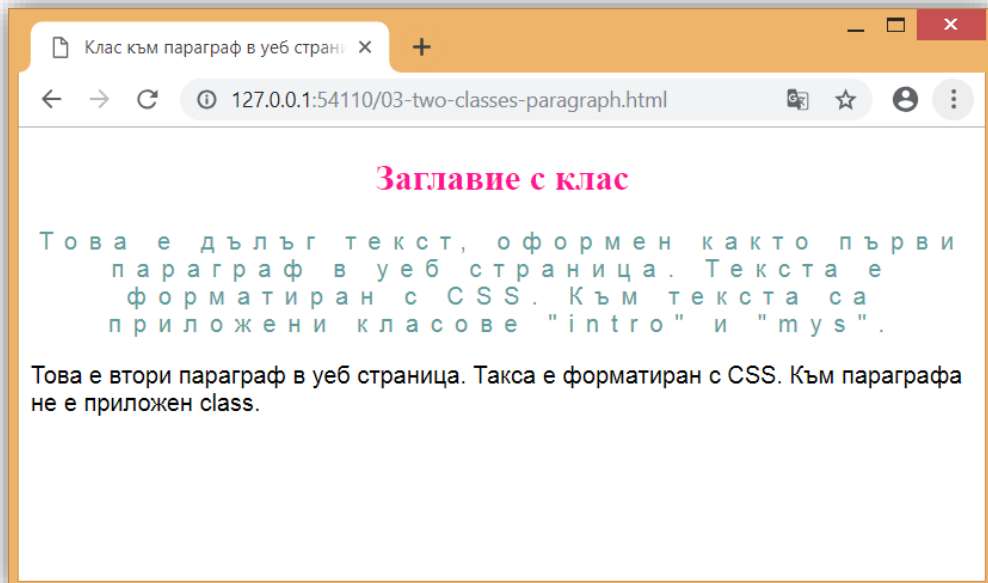 Клас към параграф в уеб страни
127.0.0.1:54110/03-two-classes-paragraph.html
Заглавие с клас
Това е дълъг текст, оформен както първи
параграф в уеб страница. Текста е
форматиран с CSS. Към текста са
приложени класове "intro" и "mys".
Това е втори параграф в уеб страница. Такса е форматиран с CSS. Към параграфа
не е приложен class.